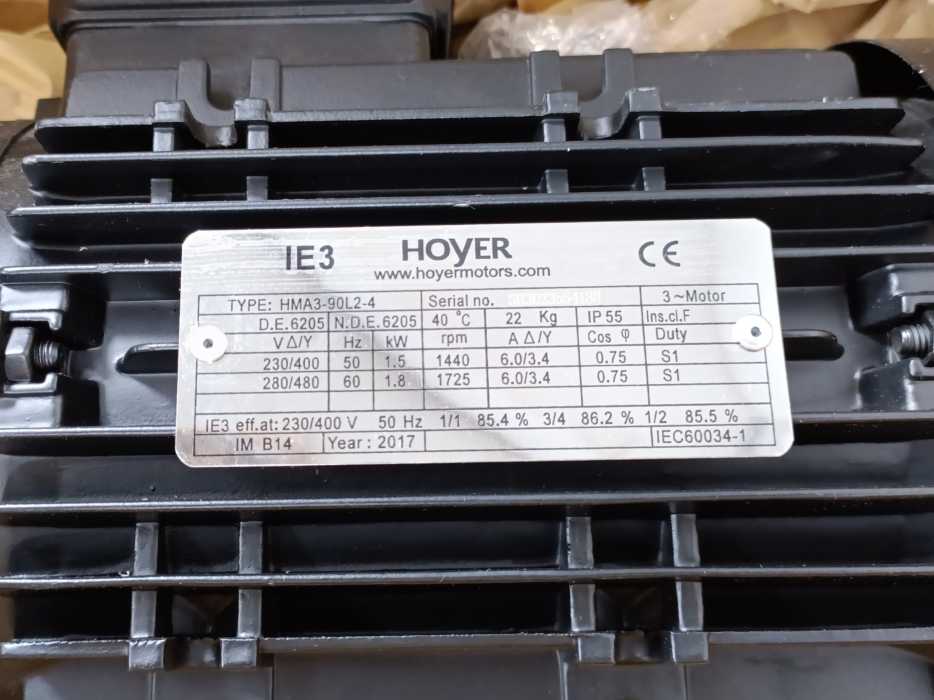 IE3 HOYER CE
www.hoyermotors.com
TYPE: HMA3-90L2-4 Serial no. 3~Motor
D.E.6205 N.D.E.6205 40 °C 22 Kg IP 55 Ins.cl.F
V Δ/Y Hz kW rpm A Δ/Y Cos φ Duty
230/400 50 1.5 1440 6.0/3.4 0.75 S1
280/480 60 1.8 1725 6.0/3.4 0.75 S1
IE3 eff.at: 230/400 V 50 Hz 1/1 85.4 % 3/4 86.2 % 1/2 85.5 %
IM B14 Year: 2017 IEC60034-1